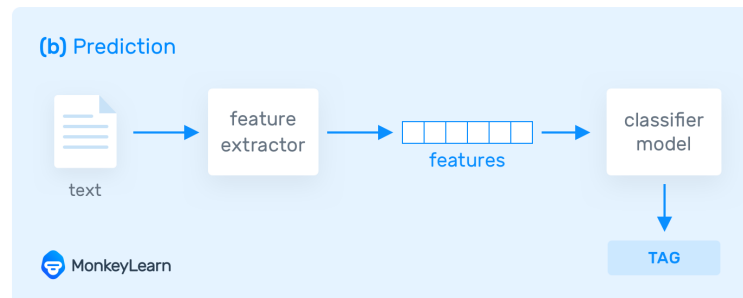 (b) Prediction
text
feature
extractor
features
classifier
model
TAG
MonkeyLearn